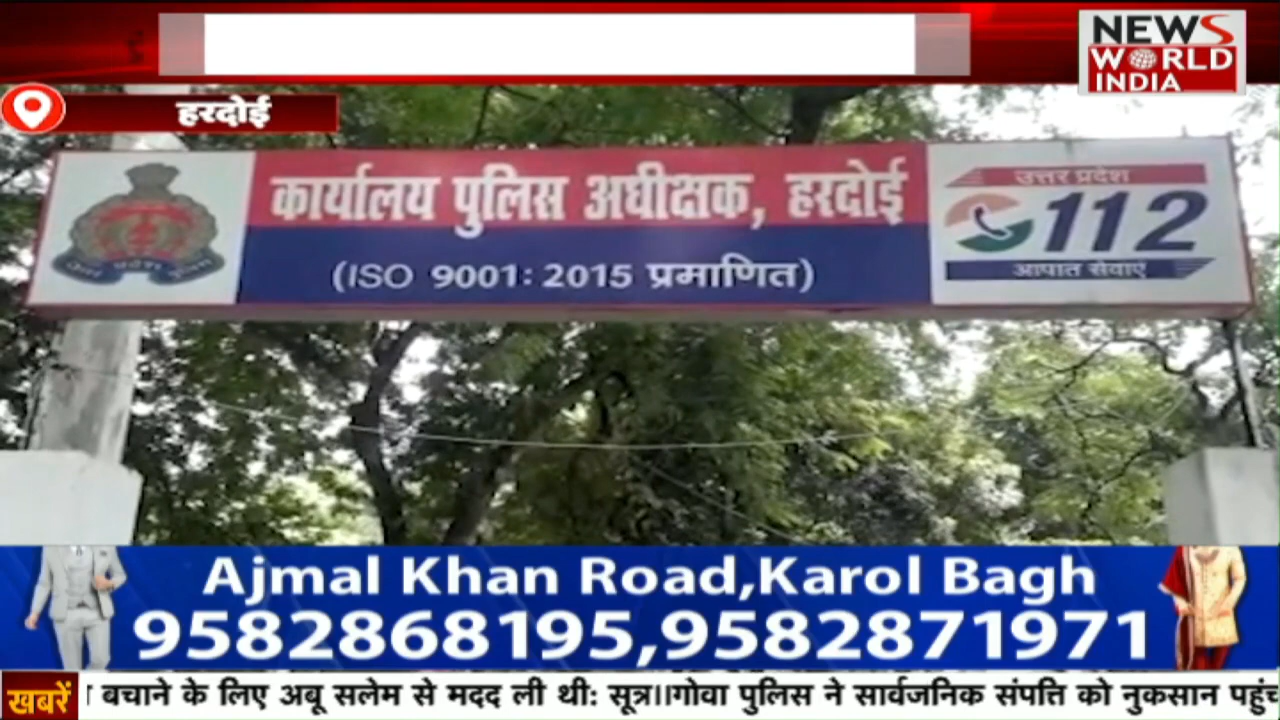 NEWS
WORLD
INDIA
हरदोई
कार्यालय पुलिस अधीक्षक, हरदोई
(ISO 9001: 2015 प्रमाणित)
उत्तर प्रदेश
112
आपात सेवाएं
Ajmal Khan Road,Karol Bagh
9582868195,9582871971
खबरें
बचाने के लिए अबू सलेम से मदद ली थी: सूत्र||गोवा पुलिस ने सार्वजनिक संपत्ति को नुकसान पहुंच